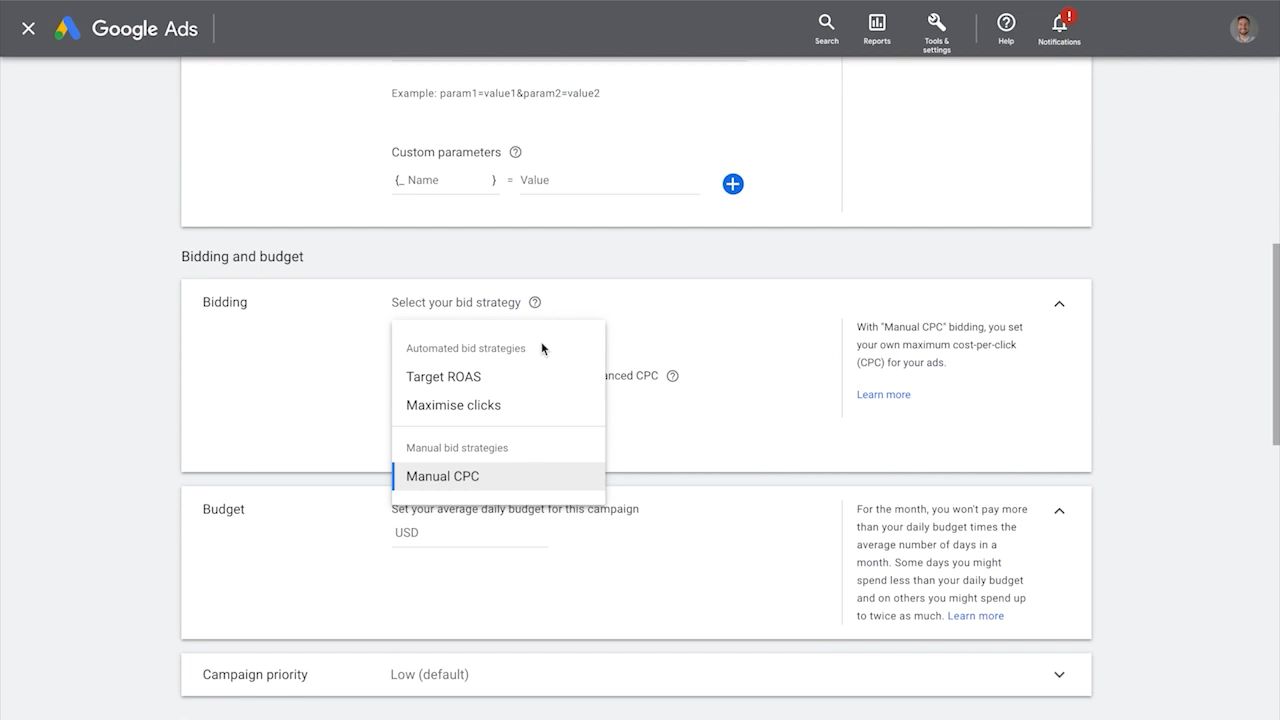 Google Ads
Search
Reports
Tools &
settings
Help
!
Notifications
Example: param1=value1&param2=value2
Custom parameters
{_ Name } = Value
Bidding and budget
Bidding
Select your bid strategy
Automated bid strategies
Target ROAS
Maximise clicks
Manual bid strategies
Manual CPC
CPC
With "Manual CPC" bidding, you set
your own maximum cost-per-click
(CPC) for your ads.
Learn more
Budget
Set your average daily budget for this campaign
USD
For the month, you won't pay more
than your daily budget times the
average number of days in a
month. Some days you might
spend less than your daily budget
and on others you might spend up
to twice as much. Learn more
Campaign priority
Low (default)